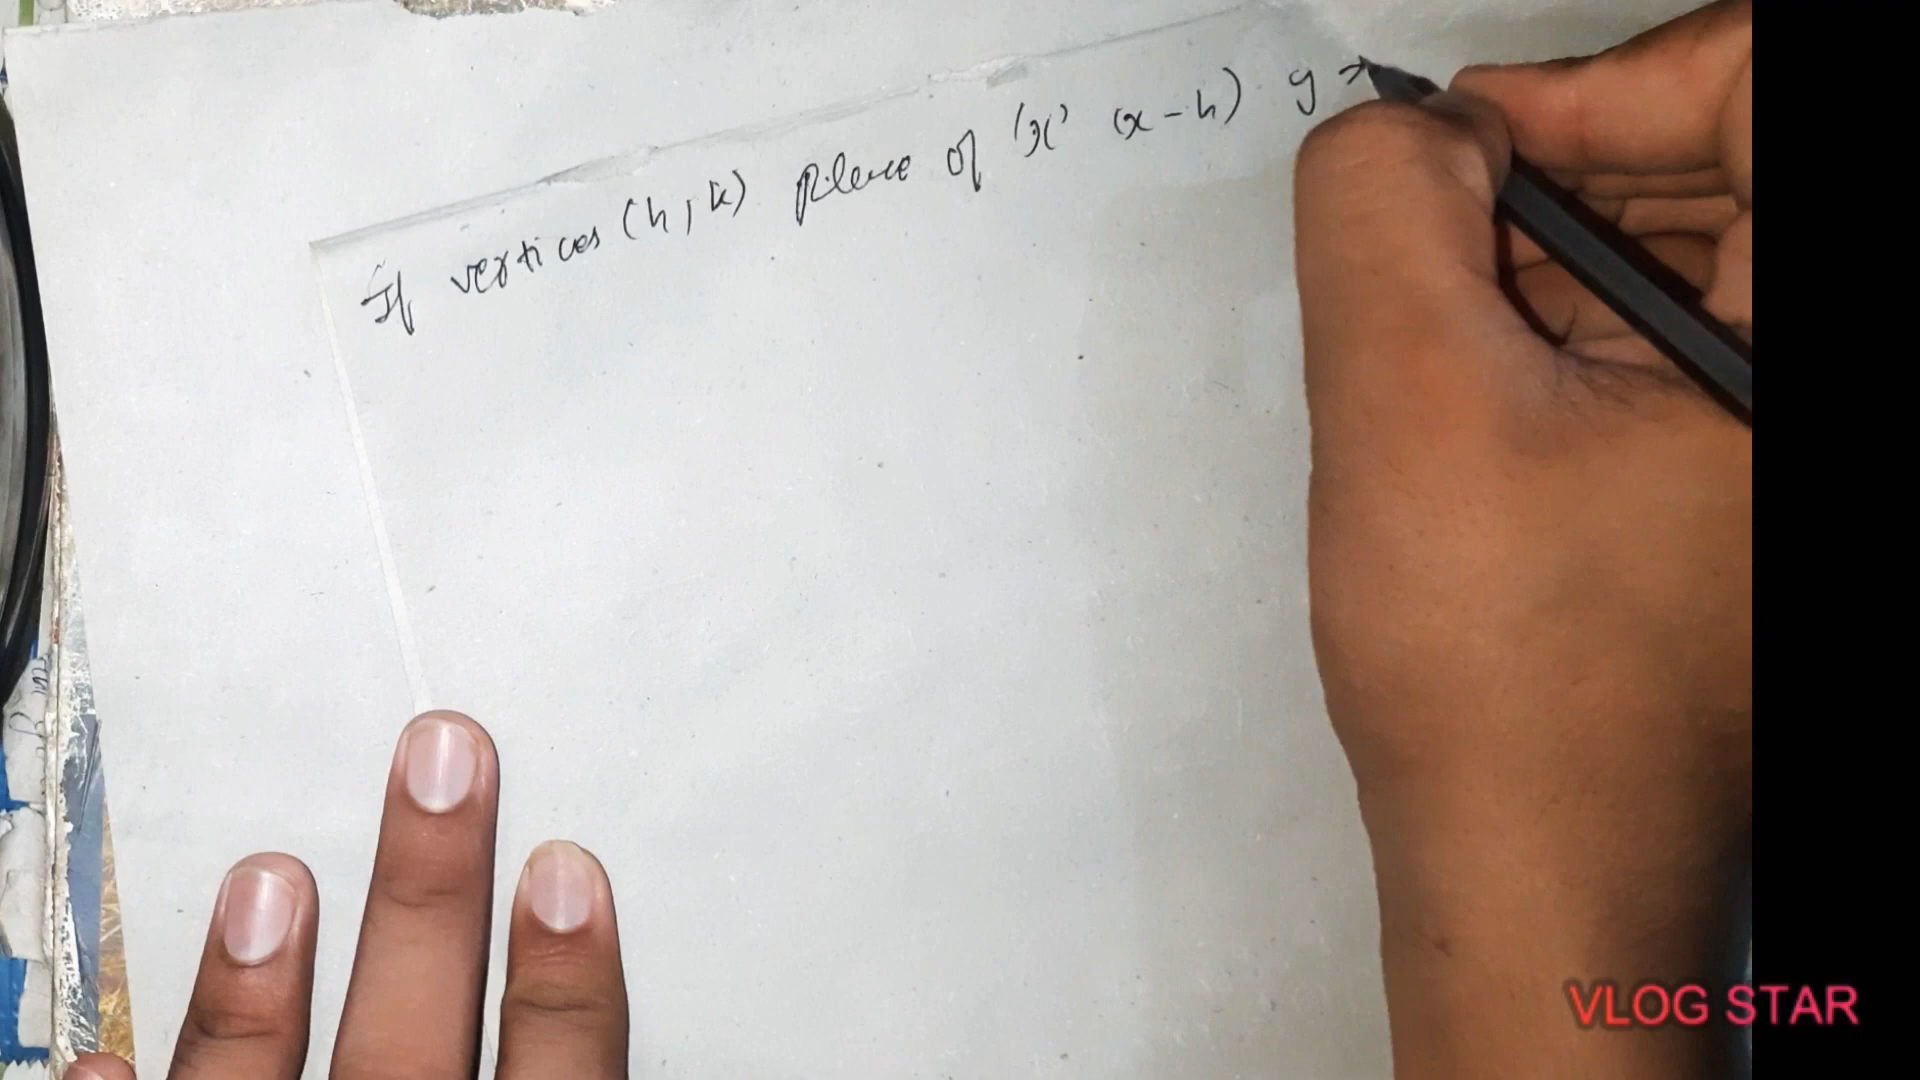 If vertices (h, k) place of 'x' (x-h) y →
VLOG STAR